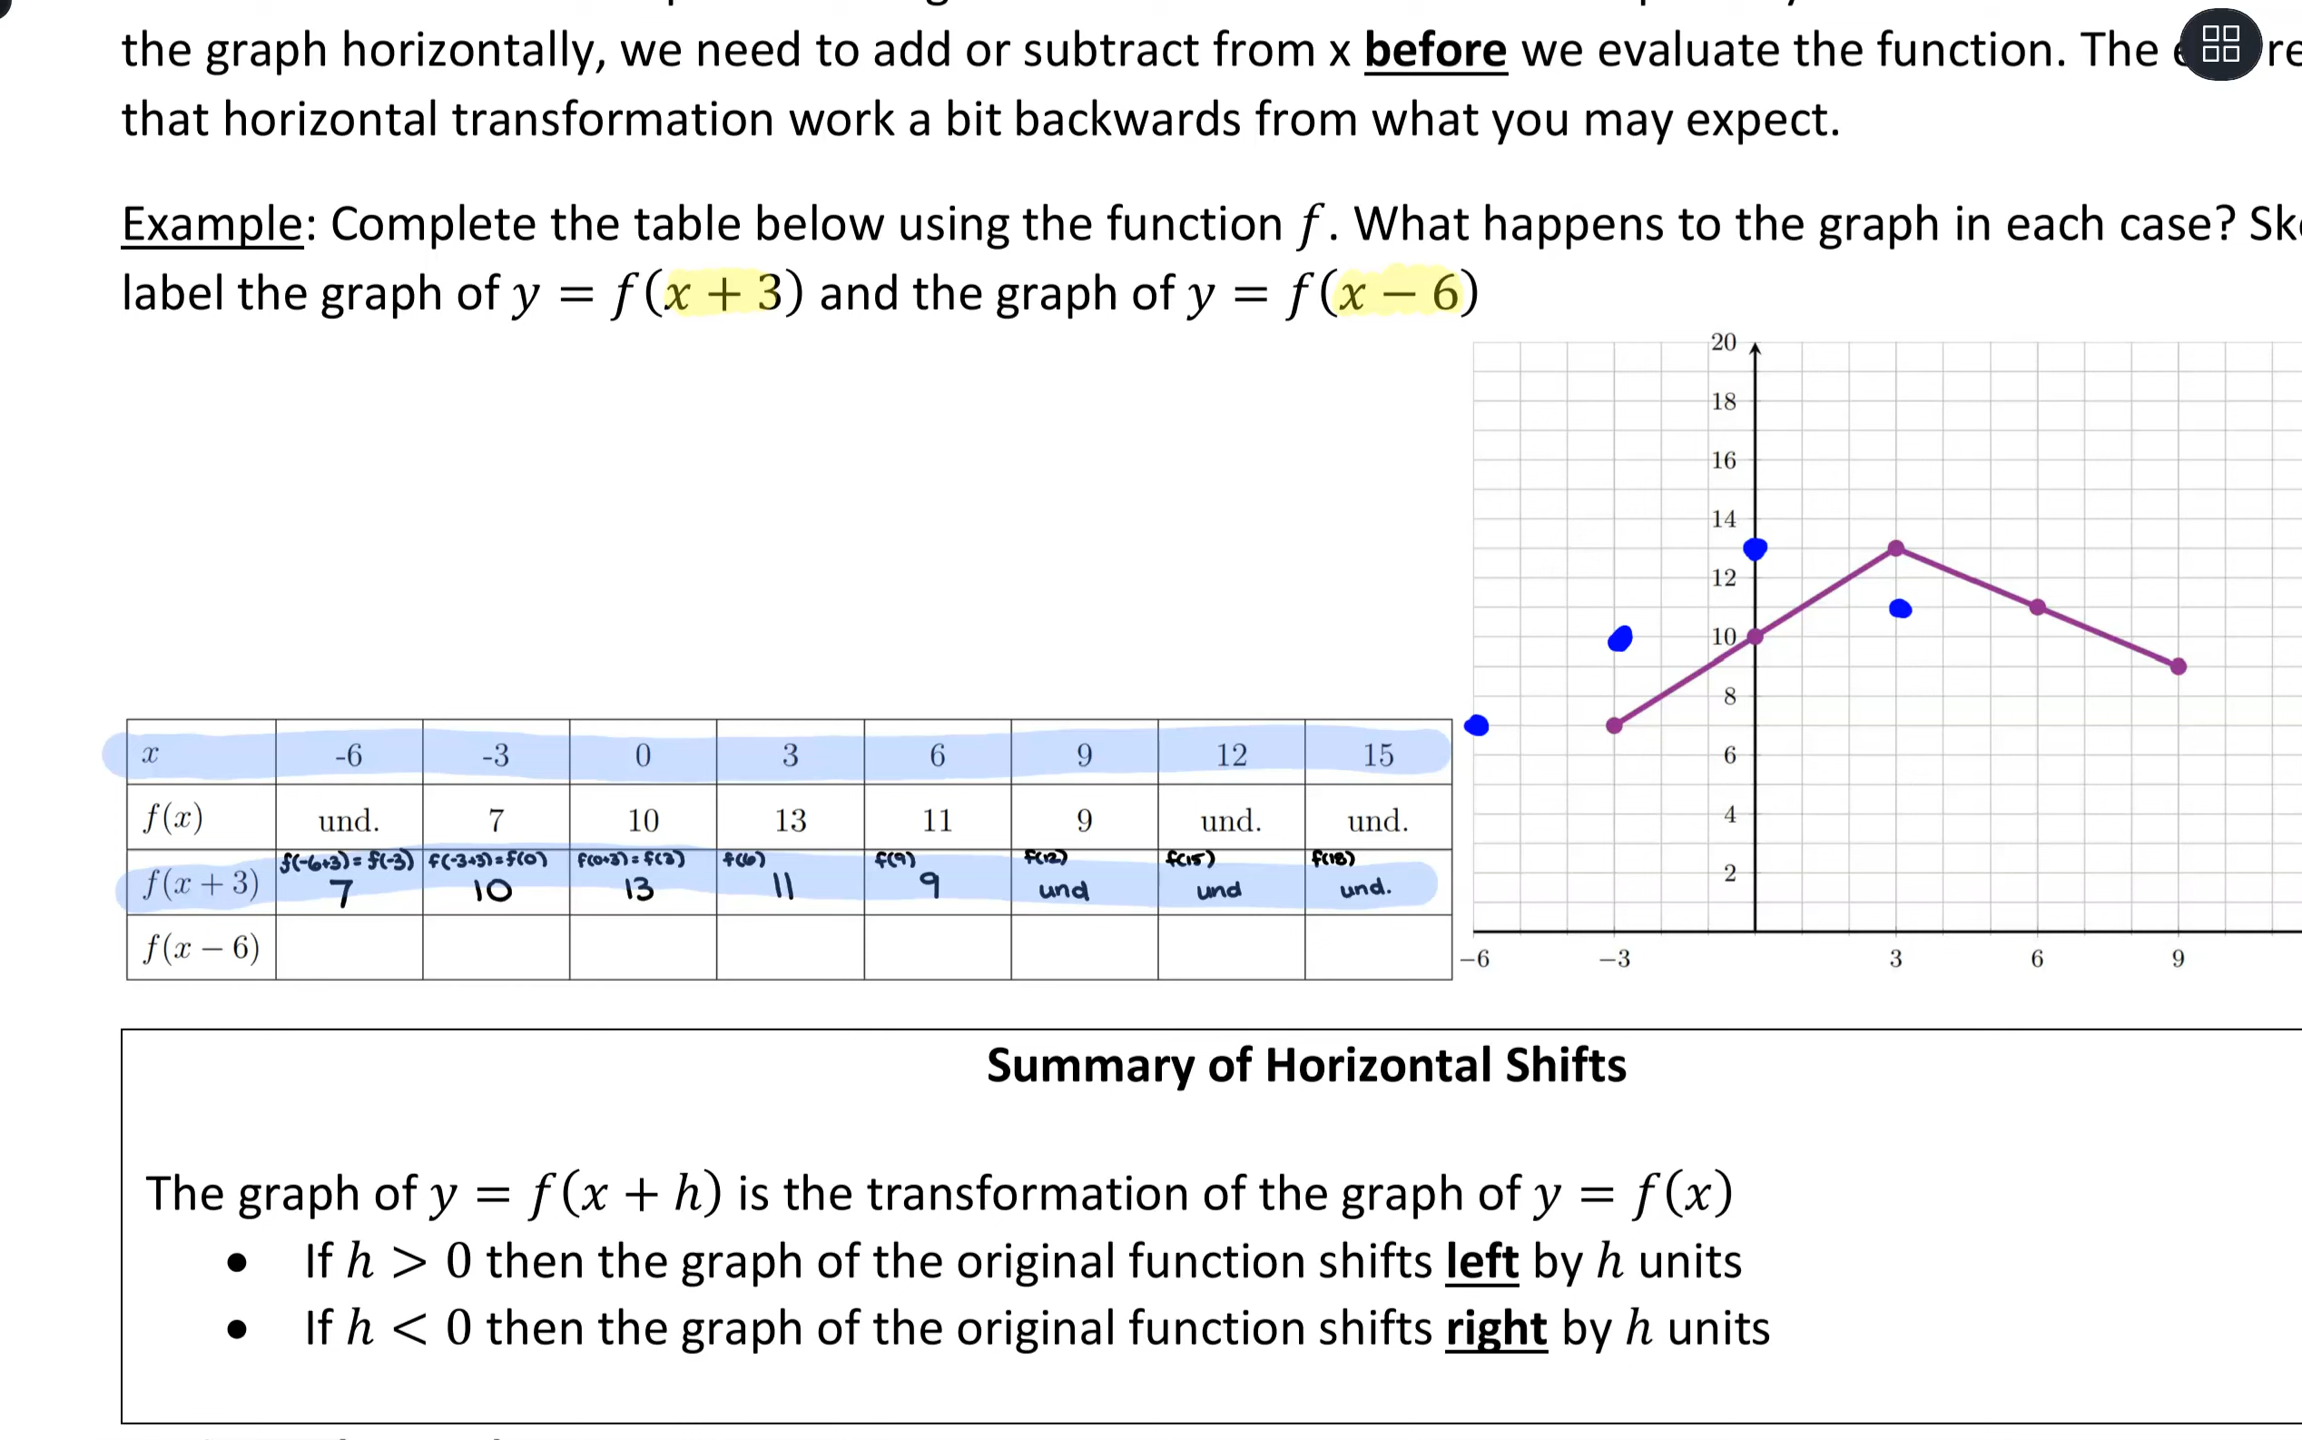 the graph horizontally, we need to add or subtract from x before we evaluate the function. The
that horizontal transformation work a bit backwards from what you may expect.
Example: Complete the table below using the function f. What happens to the graph in each case?
label the graph of y = f(x + 3) and the graph of y = f(x − 6)
20
18
16
14
12
10
8
6
4
2
−6 −3 3 6 9
x -6 -3 0 3 6 9 12 15
f(x) und. 7 10 13 11 9 und. und.
f(-6+3)=f(-3) f(-3+3)=f(0) f(0+3)=f(3) f(6) f(9) f(12) f(15) f(18)
f(x + 3) 7 10 13 11 9 und und und.
f(x − 6)
Summary of Horizontal Shifts
The graph of y = f(x + h) is the transformation of the graph of y = f(x)
• If h > 0 then the graph of the original function shifts left by h units
• If h < 0 then the graph of the original function shifts right by h units